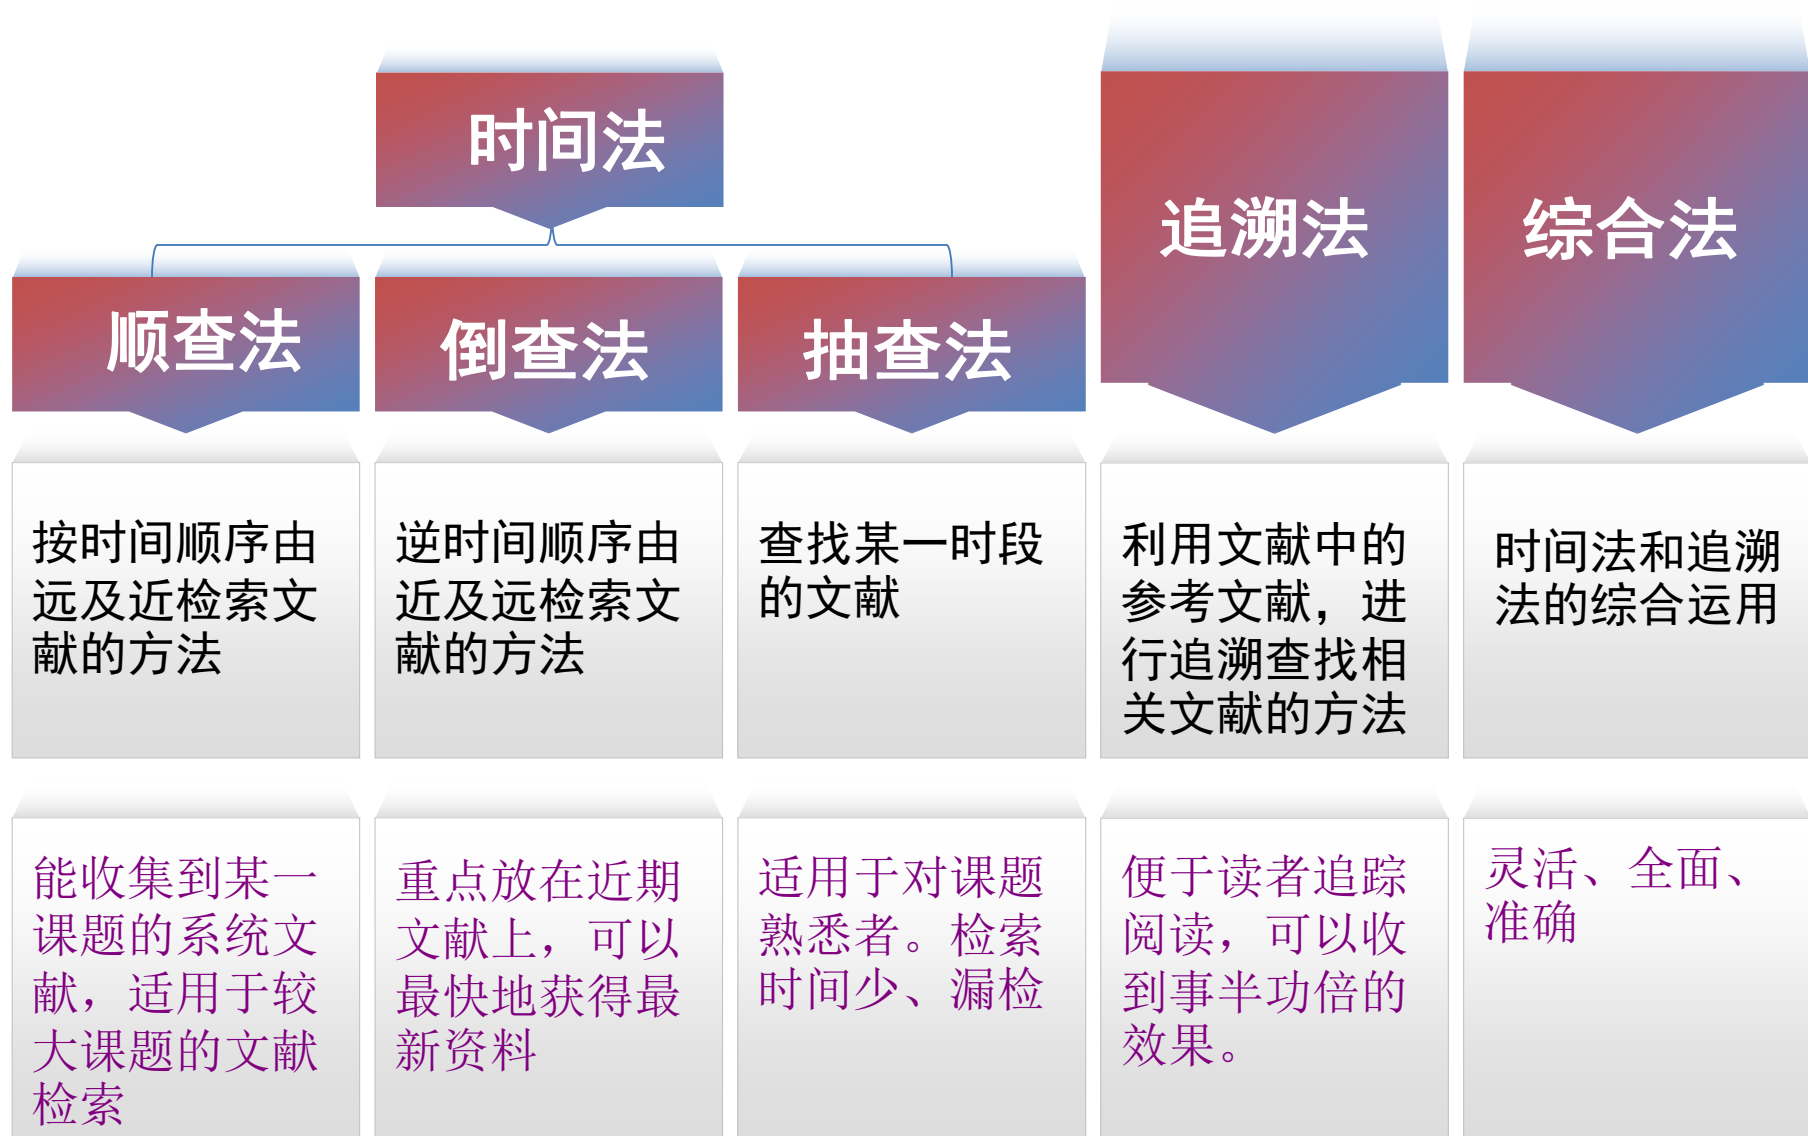 时间法
顺查法
倒查法
抽查法
追溯法
综合法
按时间顺序由
远及近检索文
献的方法
逆时间顺序由
近及远检索文
献的方法
查找某一时段
的文献
利用文献中的
参考文献，进
行追溯查找相
关文献的方法
时间法和追溯
法的综合运用
能收集到某一
课题的系统文
献，适用于较
大课题的文献
检索
重点放在近期
文献上，可以
最快地获得最
新资料
适用于对课题
熟悉者。检索
时间少、漏检
便于读者追踪
阅读，可以收
到事半功倍的
效果。
灵活、全面、
准确